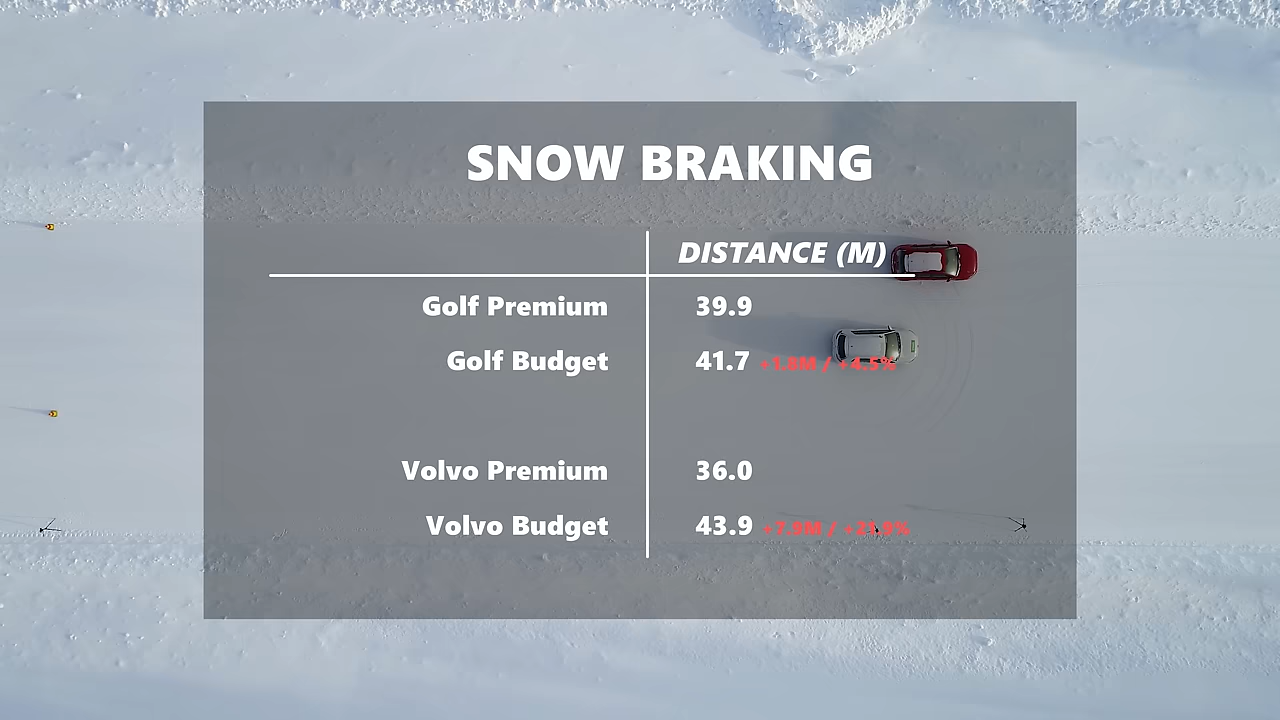 SNOW BRAKING
DISTANCE (M)
Golf Premium 39.9
Golf Budget 41.7 +1.8M / +4.5%
Volvo Premium 36.0
Volvo Budget 43.9 +7.9M / +21.9%